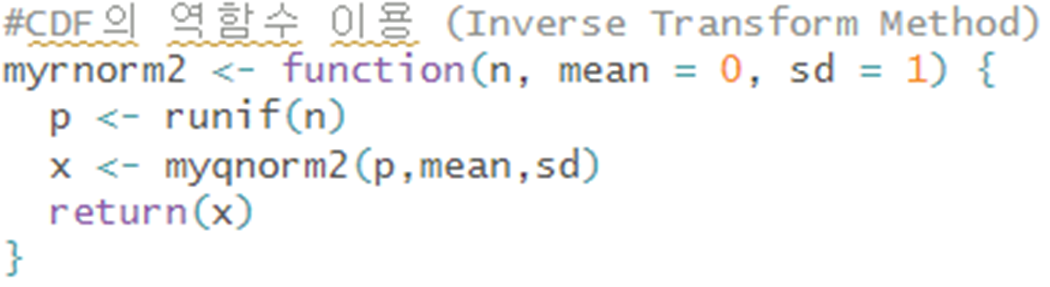 #CDF의 역함수 이용 (Inverse Transform Method)
myrnorm2 <- function(n, mean = 0, sd = 1) {
  p <- runif(n)
  x <- myqnorm2(p,mean,sd)
  return(x)
}